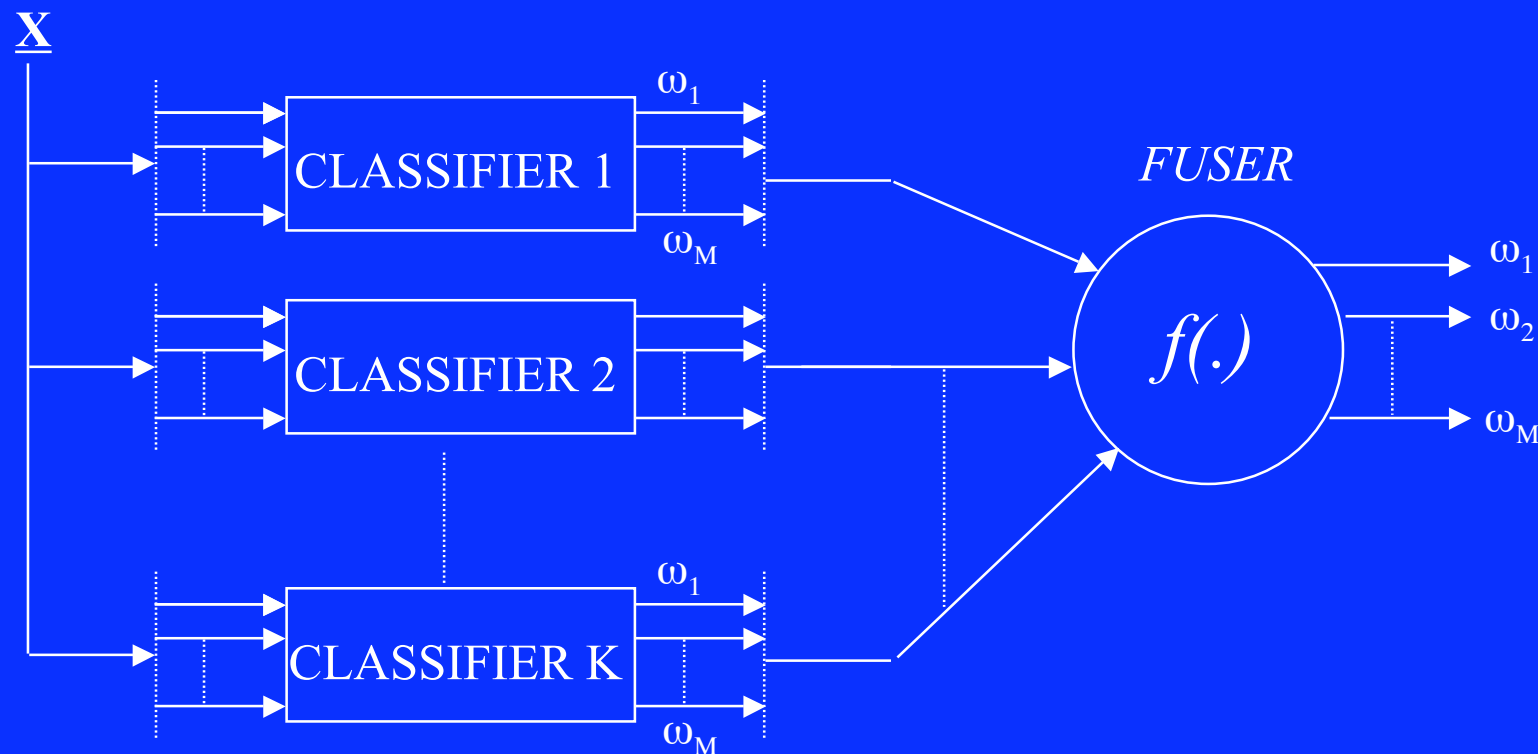 X
ω1
CLASSIFIER 1
ωM
FUSER
ω1
ω2
ωM
f(.)
CLASSIFIER 2
ω1
CLASSIFIER K
ωM